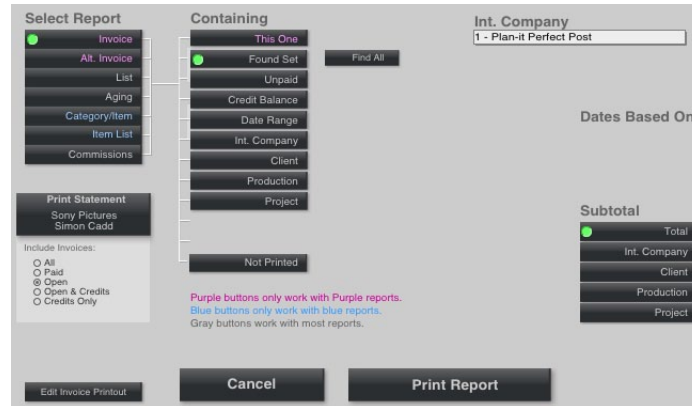 Select Report
Invoice
Alt. Invoice
List
Aging
Category/Item
Item List
Commissions
Containing
This One
Found Set
Find All
Unpaid
Credit Balance
Date Range
Int. Company
Client
Production
Project
Not Printed
Int. Company
1 - Plan-it Perfect Post
Dates Based On
Subtotal
Total
Int. Company
Client
Production
Project
Print Statement
Sony Pictures
Simon Cadd
Include Invoices:
All
Paid
Open
Open & Credits
Credits Only
Purple buttons only work with Purple reports.
Blue buttons only work with blue reports.
Gray buttons work with most reports.
Edit Invoice Printout
Cancel
Print Report